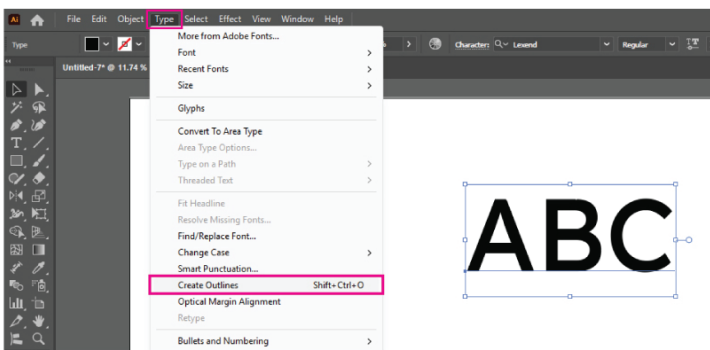 Ai File Edit Object Type Select Effect View Window Help
Type Character: Lexend Regular
Untitled-7* @ 11.74 %
More from Adobe Fonts...
Font
Recent Fonts
Size
Glyphs
Convert To Area Type
Area Type Options...
Type on a Path
Threaded Text
Fit Headline
Resolve Missing Fonts...
Find/Replace Font...
Change Case
Smart Punctuation...
Create Outlines Shift+Ctrl+O
Optical Margin Alignment
Retype
Bullets and Numbering
ABC